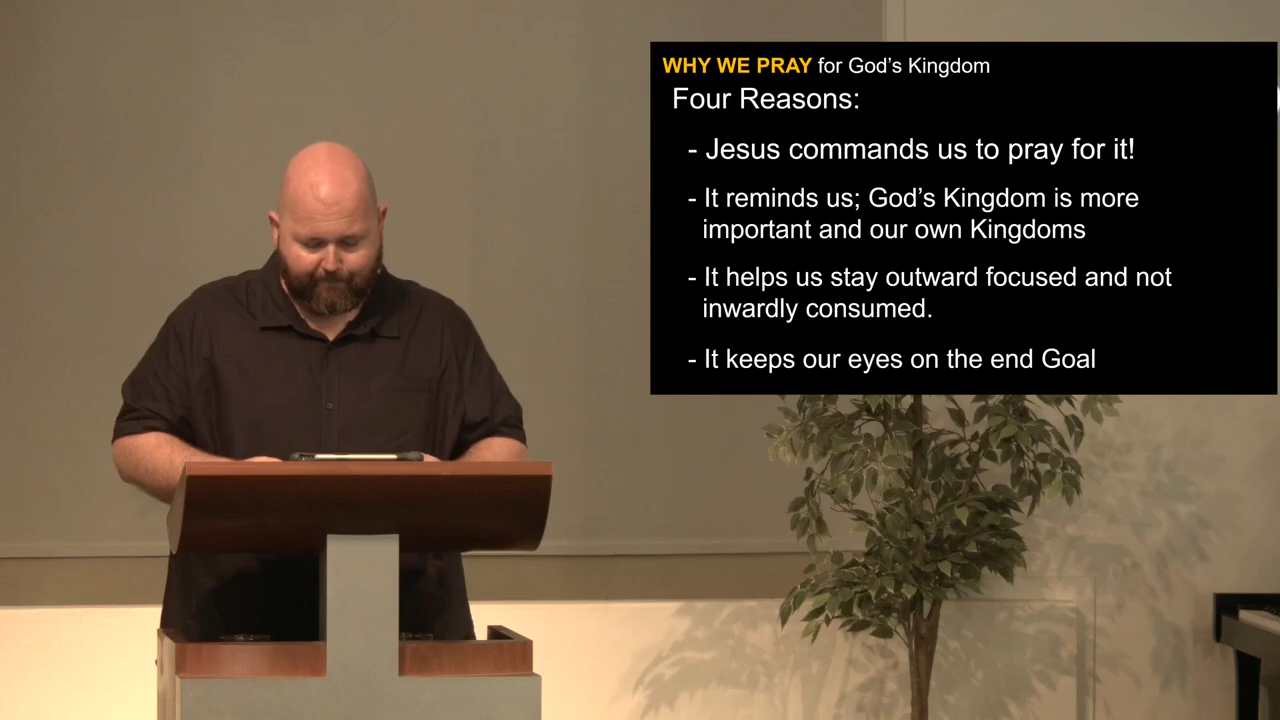 WHY WE PRAY for God's Kingdom
Four Reasons:
- Jesus commands us to pray for it!
- It reminds us; God's Kingdom is more
important and our own Kingdoms
- It helps us stay outward focused and not
inwardly consumed.
- It keeps our eyes on the end Goal